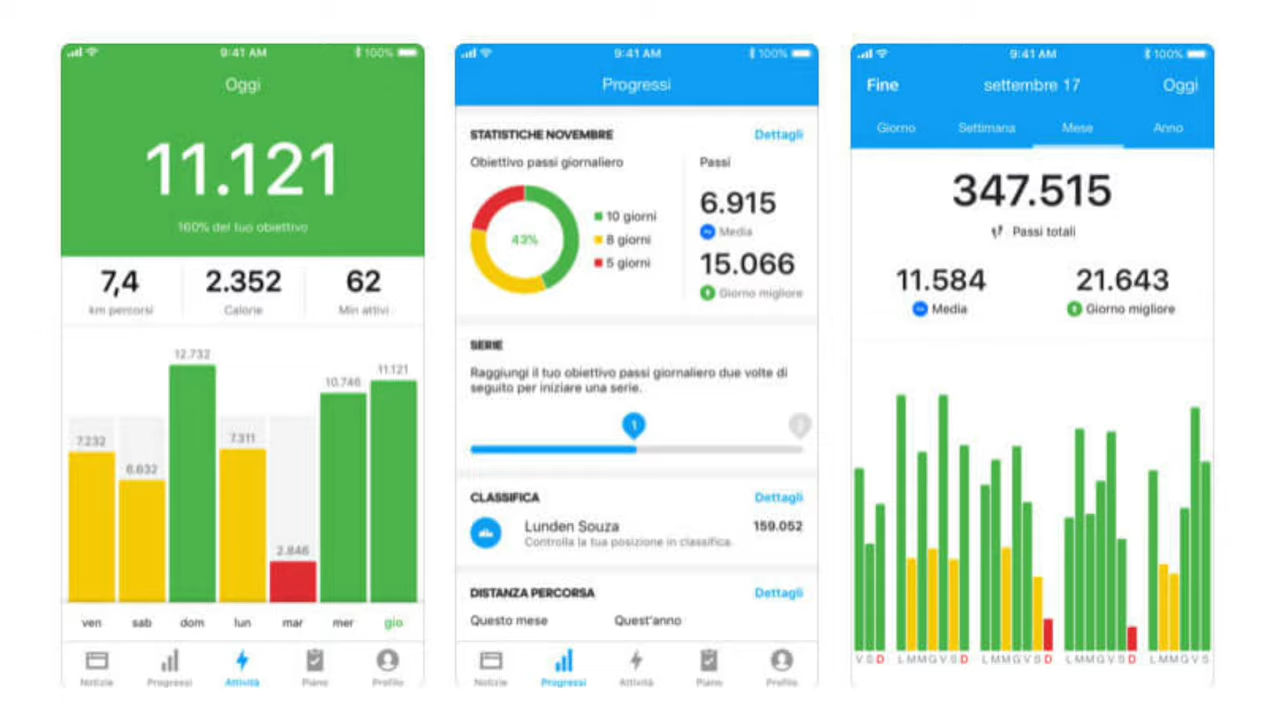 9:41 AM 100%
Oggi
11.121
160% del tuo obiettivo
7,4 2.352 62
km percorsi Calorie Min attivi
12.732
11.121
10.746
7.232 7.311
6.632
2.846
ven sab dom lun mar mer gio
Notizie Progressi Attività Piano Profilo
9:41 AM 100%
Progressi
STATISTICHE NOVEMBRE Dettagli
Obiettivo passi giornaliero Passi
6.915
10 giorni
Media
43% 8 giorni
15.066
5 giorni
Giorno migliore
SERIE
Raggiungi il tuo obiettivo passi giornaliero due volte di
seguito per iniziare una serie.
1 2
CLASSIFICA Dettagli
Lunden Souza 159.052
Controlla la tua posizione in classifica.
DISTANZA PERCORSA Dettagli
Questo mese Quest'anno
Notizie Progressi Attività Piano Profilo
9:41 AM 100%
Fine settembre 17 Oggi
Giorno Settimana Mese Anno
347.515
Passi totali
11.584 21.643
Media Giorno migliore
V S D L M M G V S D L M M G V S D L M M G V S D L M M G V S